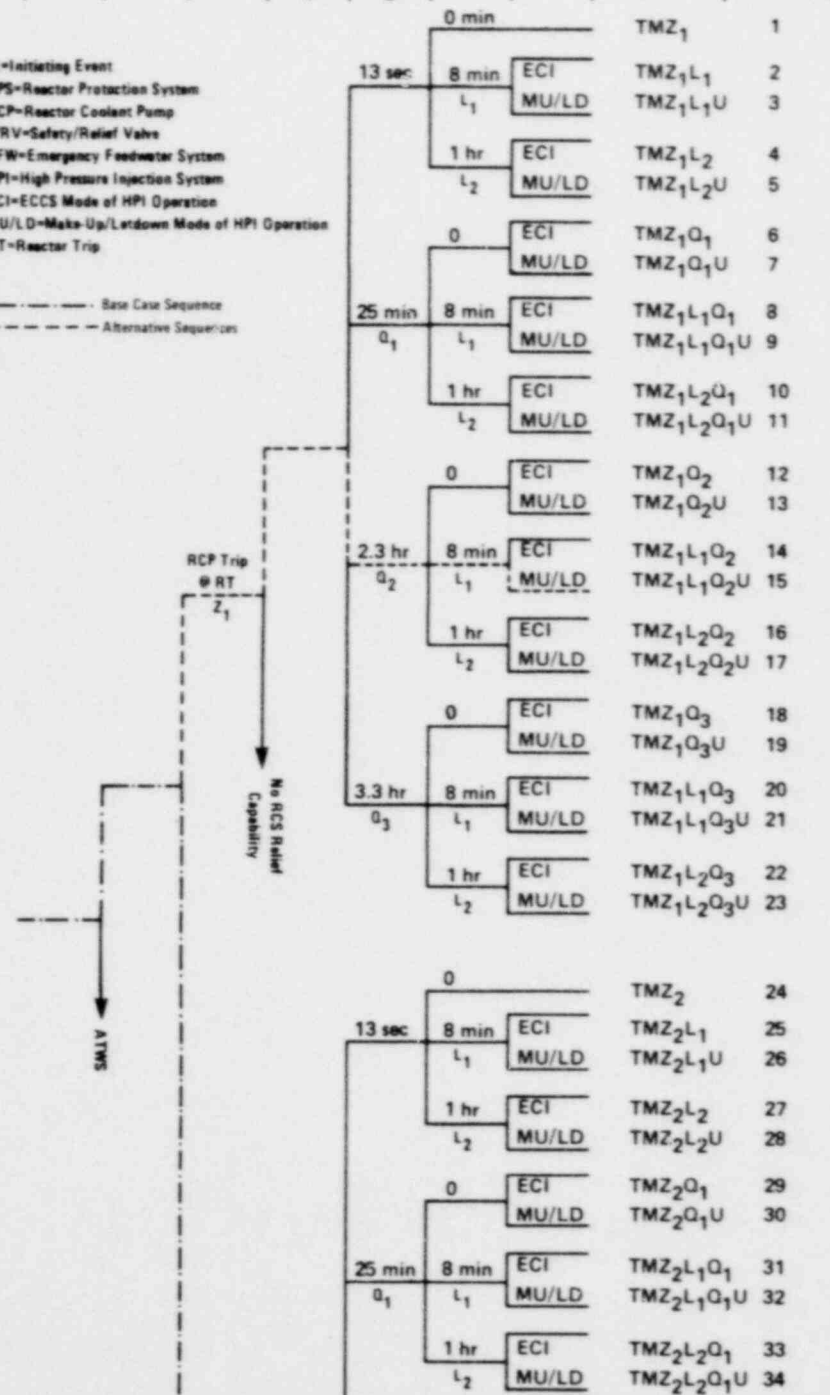 0 min
TMZ1 1
=Initiating Event
PS=Reactor Protection System
CP=Reactor Coolant Pump
/RV=Safety/Relief Valve
FW=Emergency Feedwater System
PI=High Pressure Injection System
CI=ECCS Mode of HPI Operation
U/LD=Make-Up/Letdown Mode of HPI Operation
T=Reactor Trip
Base Case Sequence
Alternative Sequences
13 sec 8 min ECI TMZ1L1 2
L1 MU/LD TMZ1L1U 3
1 hr ECI TMZ1L2 4
L2 MU/LD TMZ1L2U 5
0 ECI TMZ1Q1 6
MU/LD TMZ1Q1U 7
25 min 8 min ECI TMZ1L1Q1 8
Q1 L1 MU/LD TMZ1L1Q1U 9
1 hr ECI TMZ1L2Q1 10
L2 MU/LD TMZ1L2Q1U 11
0 ECI TMZ1Q2 12
MU/LD TMZ1Q2U 13
2.3 hr 8 min ECI TMZ1L1Q2 14
Q2 L1 MU/LD TMZ1L1Q2U 15
RCP Trip
@ RT
Z1
1 hr ECI TMZ1L2Q2 16
L2 MU/LD TMZ1L2Q2U 17
0 ECI TMZ1Q3 18
MU/LD TMZ1Q3U 19
No RCS Relief
Capability
3.3 hr 8 min ECI TMZ1L1Q3 20
Q3 L1 MU/LD TMZ1L1Q3U 21
1 hr ECI TMZ1L2Q3 22
L2 MU/LD TMZ1L2Q3U 23
ATWS
0 TMZ2 24
13 sec 8 min ECI TMZ2L1 25
L1 MU/LD TMZ2L1U 26
1 hr ECI TMZ2L2 27
L2 MU/LD TMZ2L2U 28
0 ECI TMZ2Q1 29
MU/LD TMZ2Q1U 30
25 min 8 min ECI TMZ2L1Q1 31
Q1 L1 MU/LD TMZ2L1Q1U 32
1 hr ECI TMZ2L2Q1 33
L2 MU/LD TMZ2L2Q1U 34